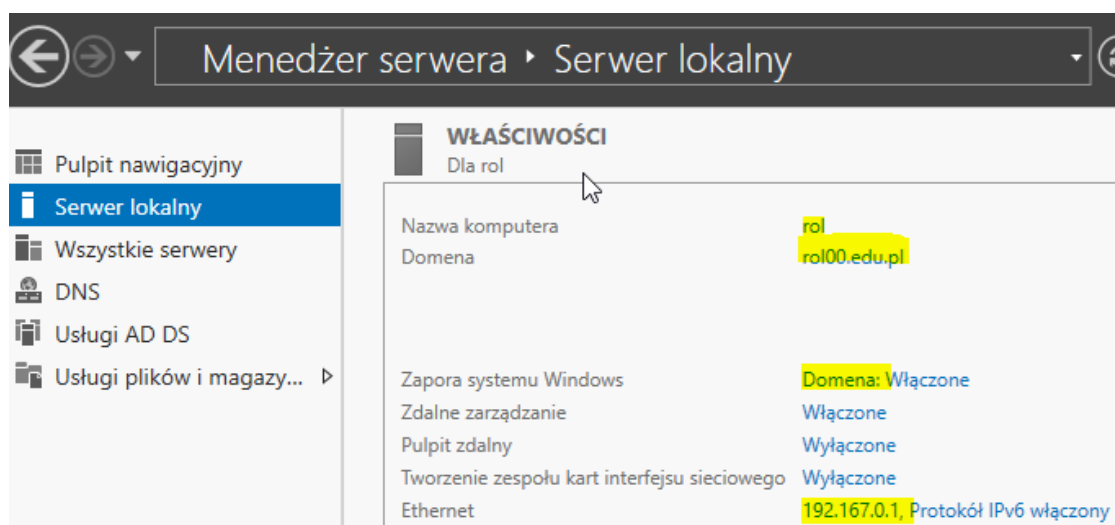 Menedżer serwera ‣ Serwer lokalny
WŁAŚCIWOŚCI
Dla rol
Pulpit nawigacyjny
Serwer lokalny
Wszystkie serwery
DNS
Usługi AD DS
Usługi plików i magazy...
Nazwa komputera rol
Domena rol00.edu.pl
Zapora systemu Windows Domena: Włączone
Zdalne zarządzanie Włączone
Pulpit zdalny Wyłączone
Tworzenie zespołu kart interfejsu sieciowego Wyłączone
Ethernet 192.167.0.1, Protokół IPv6 włączony